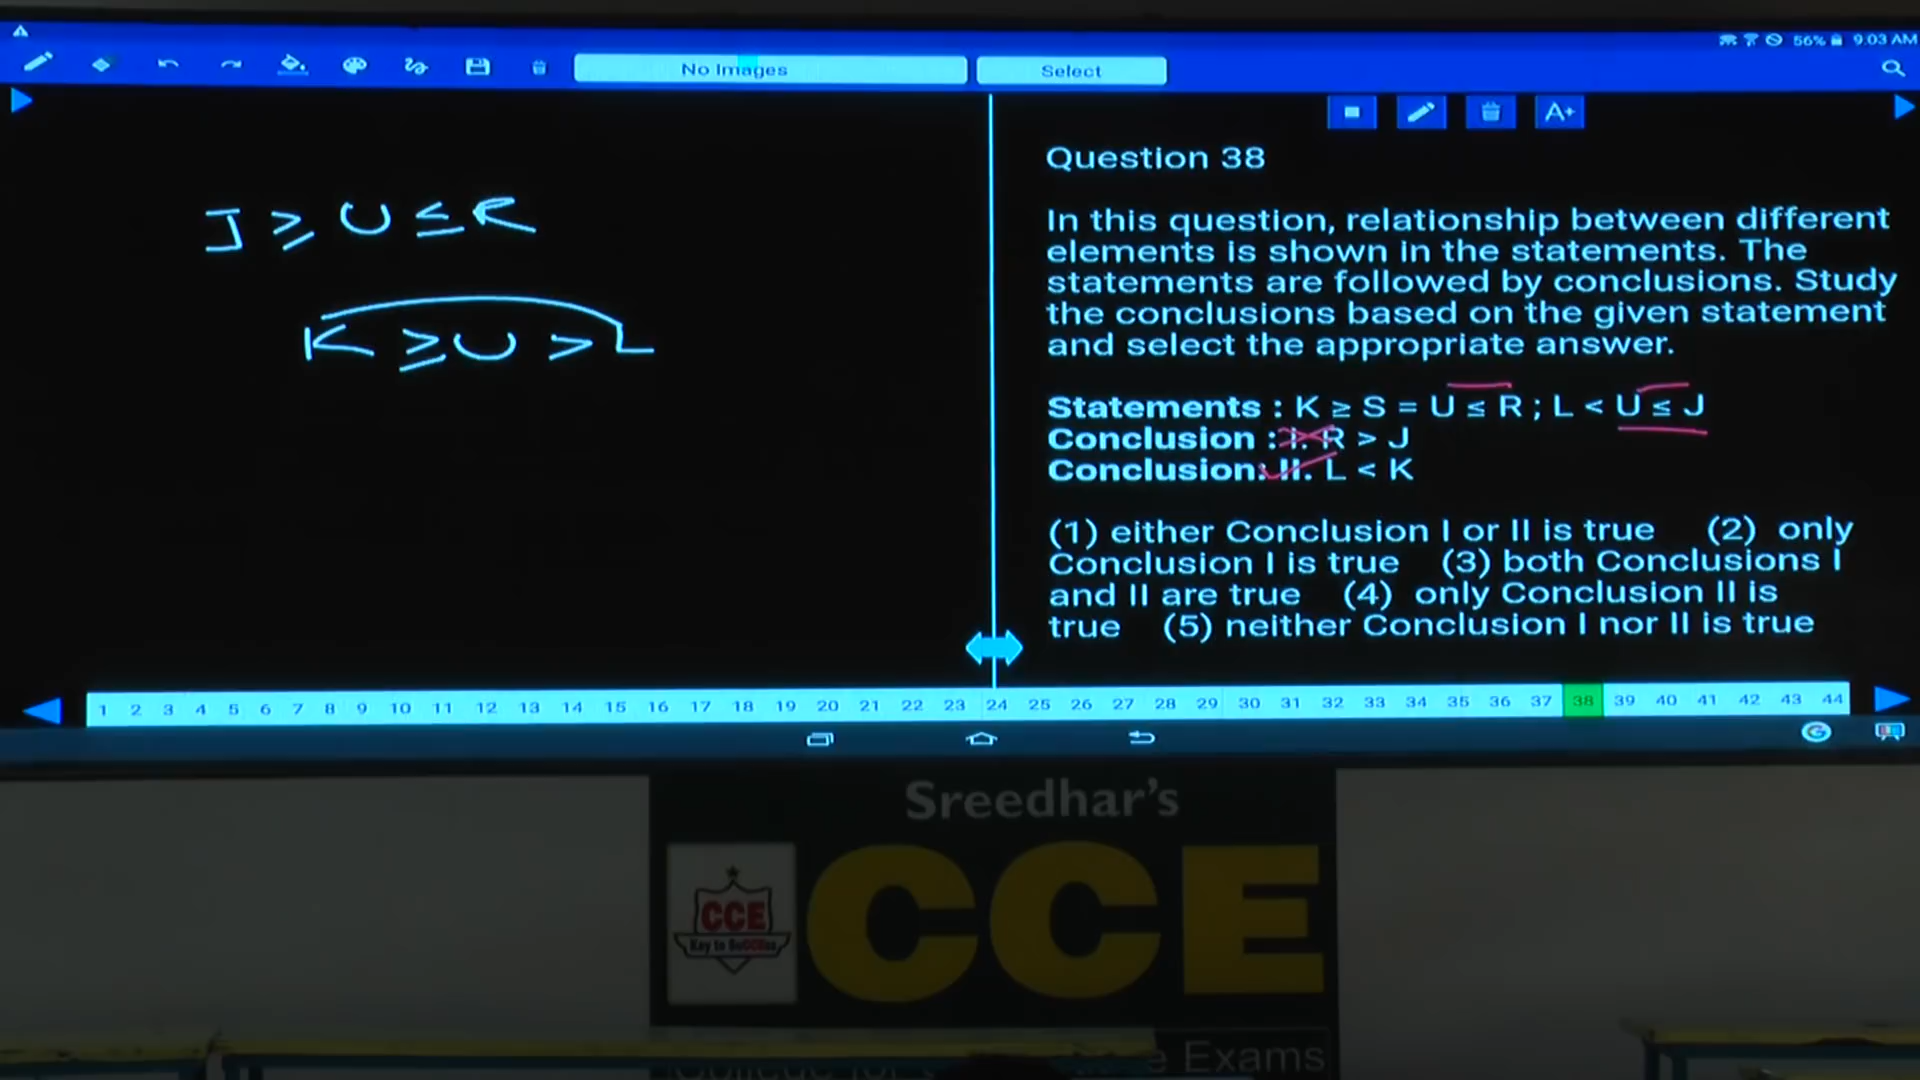 56% 9.03 AM
No Images Select
A+
J ≥ U ≤ R
K ≥ U > L
Question 38
In this question, relationship between different
elements is shown in the statements. The
statements are followed by conclusions. Study
the conclusions based on the given statement
and select the appropriate answer.
Statements : K ≥ S = U ≤ R ; L < U ≤ J
Conclusion : I. R > J
Conclusion: II. L < K
(1) either Conclusion I or II is true (2) only
Conclusion I is true (3) both Conclusions I
and II are true (4) only Conclusion II is
true (5) neither Conclusion I nor II is true
1 2 3 4 5 6 7 8 9 10 11 12 13 14 15 16 17 18 19 20 21 22 23 24 25 26 27 28 29 30 31 32 33 34 35 36 37 38 39 40 41 42 43 44
Sreedhar's
CCE
CCE
Key to SuCCEss
College for
e Exams